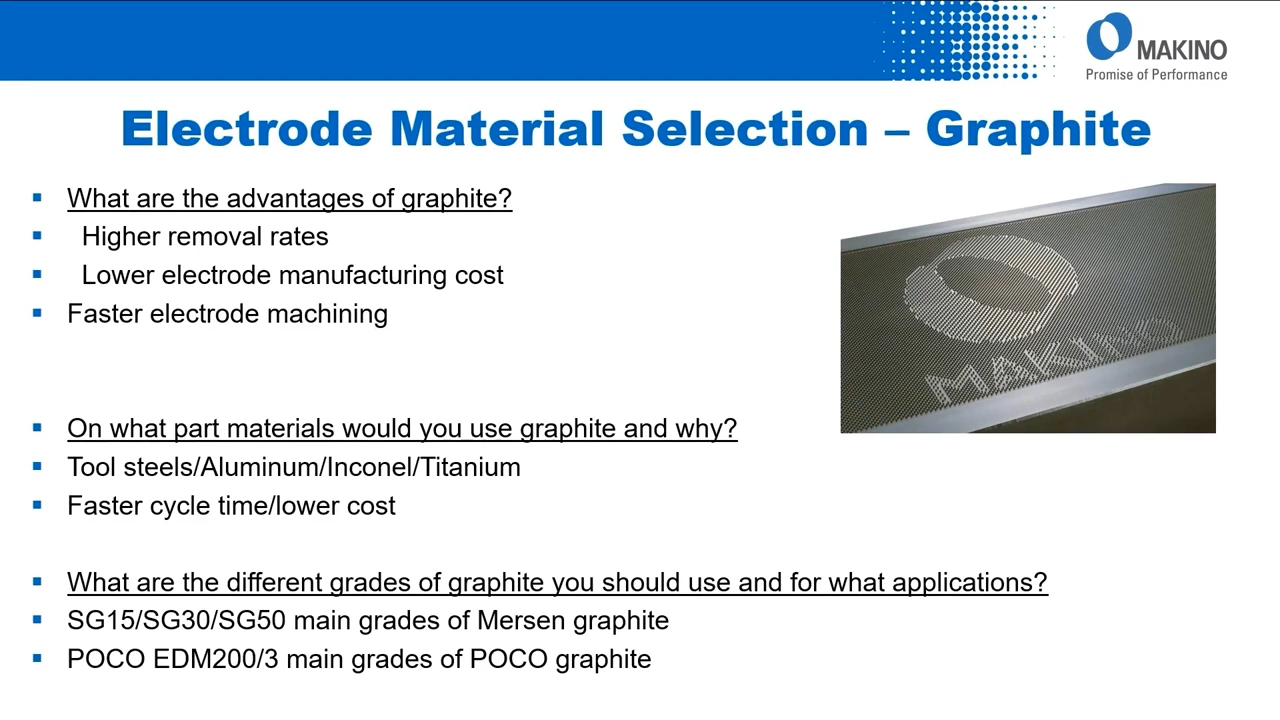 MAKINO
Promise of Performance
Electrode Material Selection – Graphite
What are the advantages of graphite?
Higher removal rates
Lower electrode manufacturing cost
Faster electrode machining
MAKINO
On what part materials would you use graphite and why?
Tool steels/Aluminum/Inconel/Titanium
Faster cycle time/lower cost
What are the different grades of graphite you should use and for what applications?
SG15/SG30/SG50 main grades of Mersen graphite
POCO EDM200/3 main grades of POCO graphite